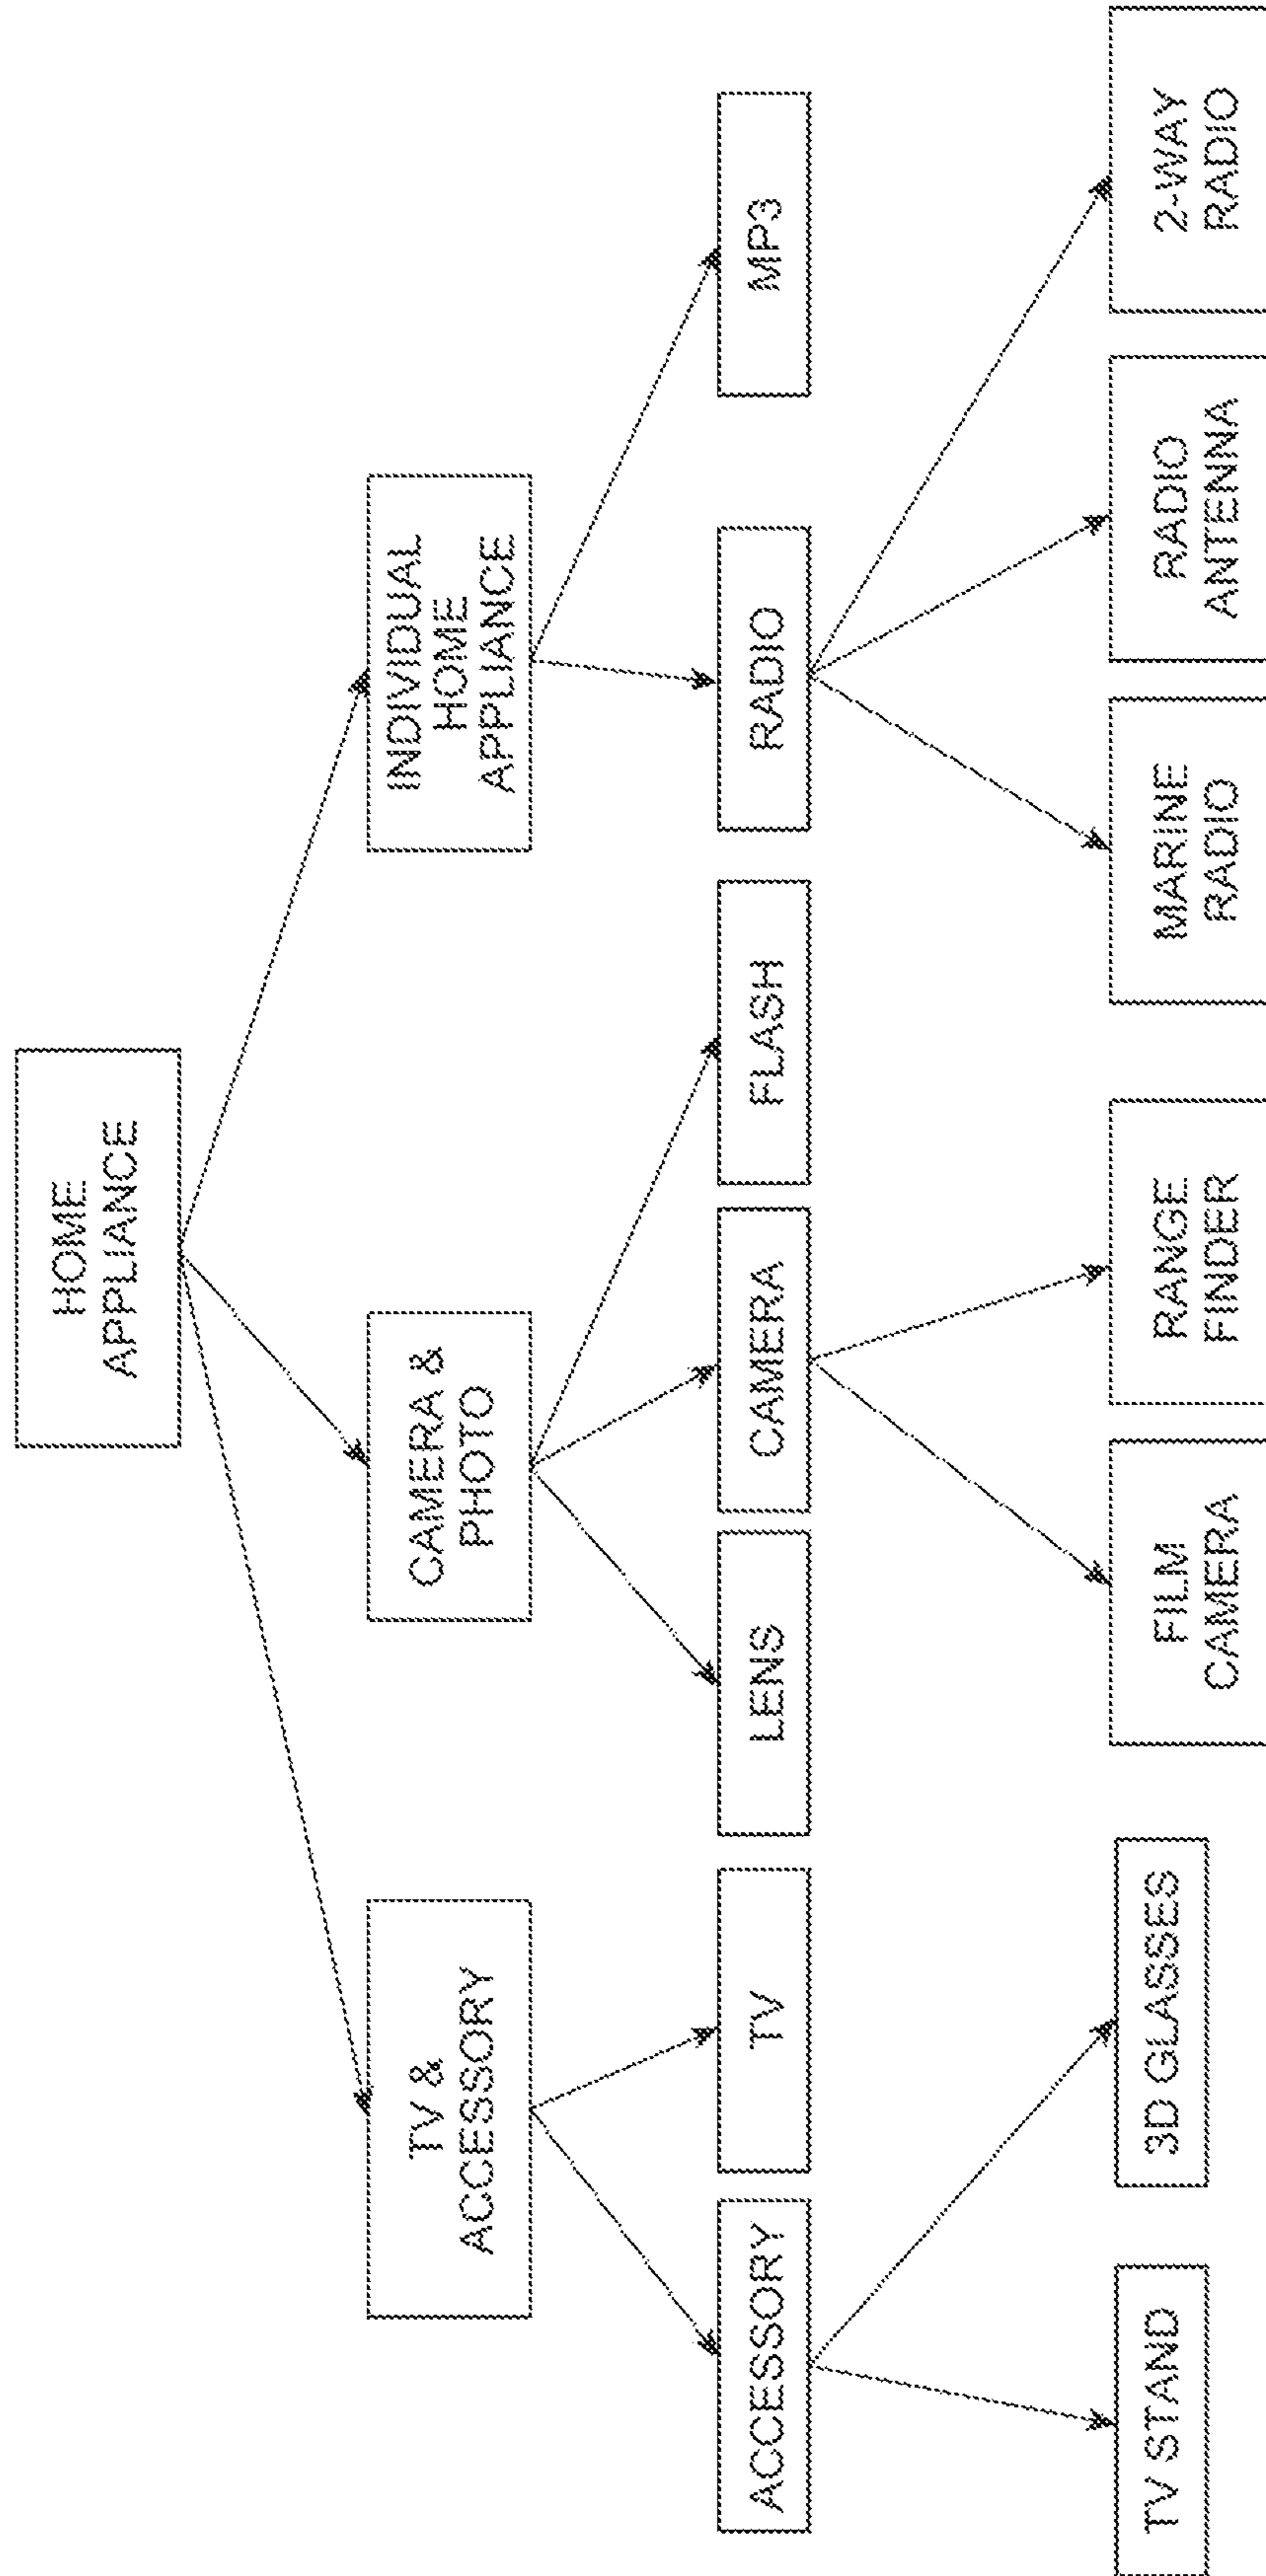 HOME
APPLIANCE
TV &
ACCESSORY
CAMERA &
PHOTO
INDIVIDUAL
HOME
APPLIANCE
ACCESSORY
TV
LENS
CAMERA
FLASH
RADIO
MP3
TV STAND
3D GLASSES
FILM
CAMERA
RANGE
FINDER
MARINE
RADIO
RADIO
ANTENNA
2-WAY
RADIO